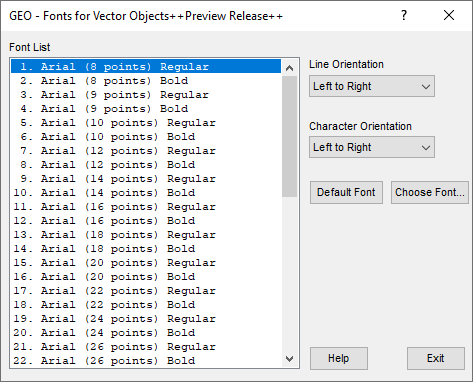 GEO - Fonts for Vector Objects++Preview Release++ ?
Font List
1. Arial (8 points) Regular
2. Arial (8 points) Bold
3. Arial (9 points) Regular
4. Arial (9 points) Bold
5. Arial (10 points) Regular
6. Arial (10 points) Bold
7. Arial (12 points) Regular
8. Arial (12 points) Bold
9. Arial (14 points) Regular
10. Arial (14 points) Bold
11. Arial (16 points) Regular
12. Arial (16 points) Bold
13. Arial (18 points) Regular
14. Arial (18 points) Bold
15. Arial (20 points) Regular
16. Arial (20 points) Bold
17. Arial (22 points) Regular
18. Arial (22 points) Bold
19. Arial (24 points) Regular
20. Arial (24 points) Bold
21. Arial (26 points) Regular
22. Arial (26 points) Bold
Line Orientation
Left to Right
Character Orientation
Left to Right
Default Font
Choose Font...
Help
Exit